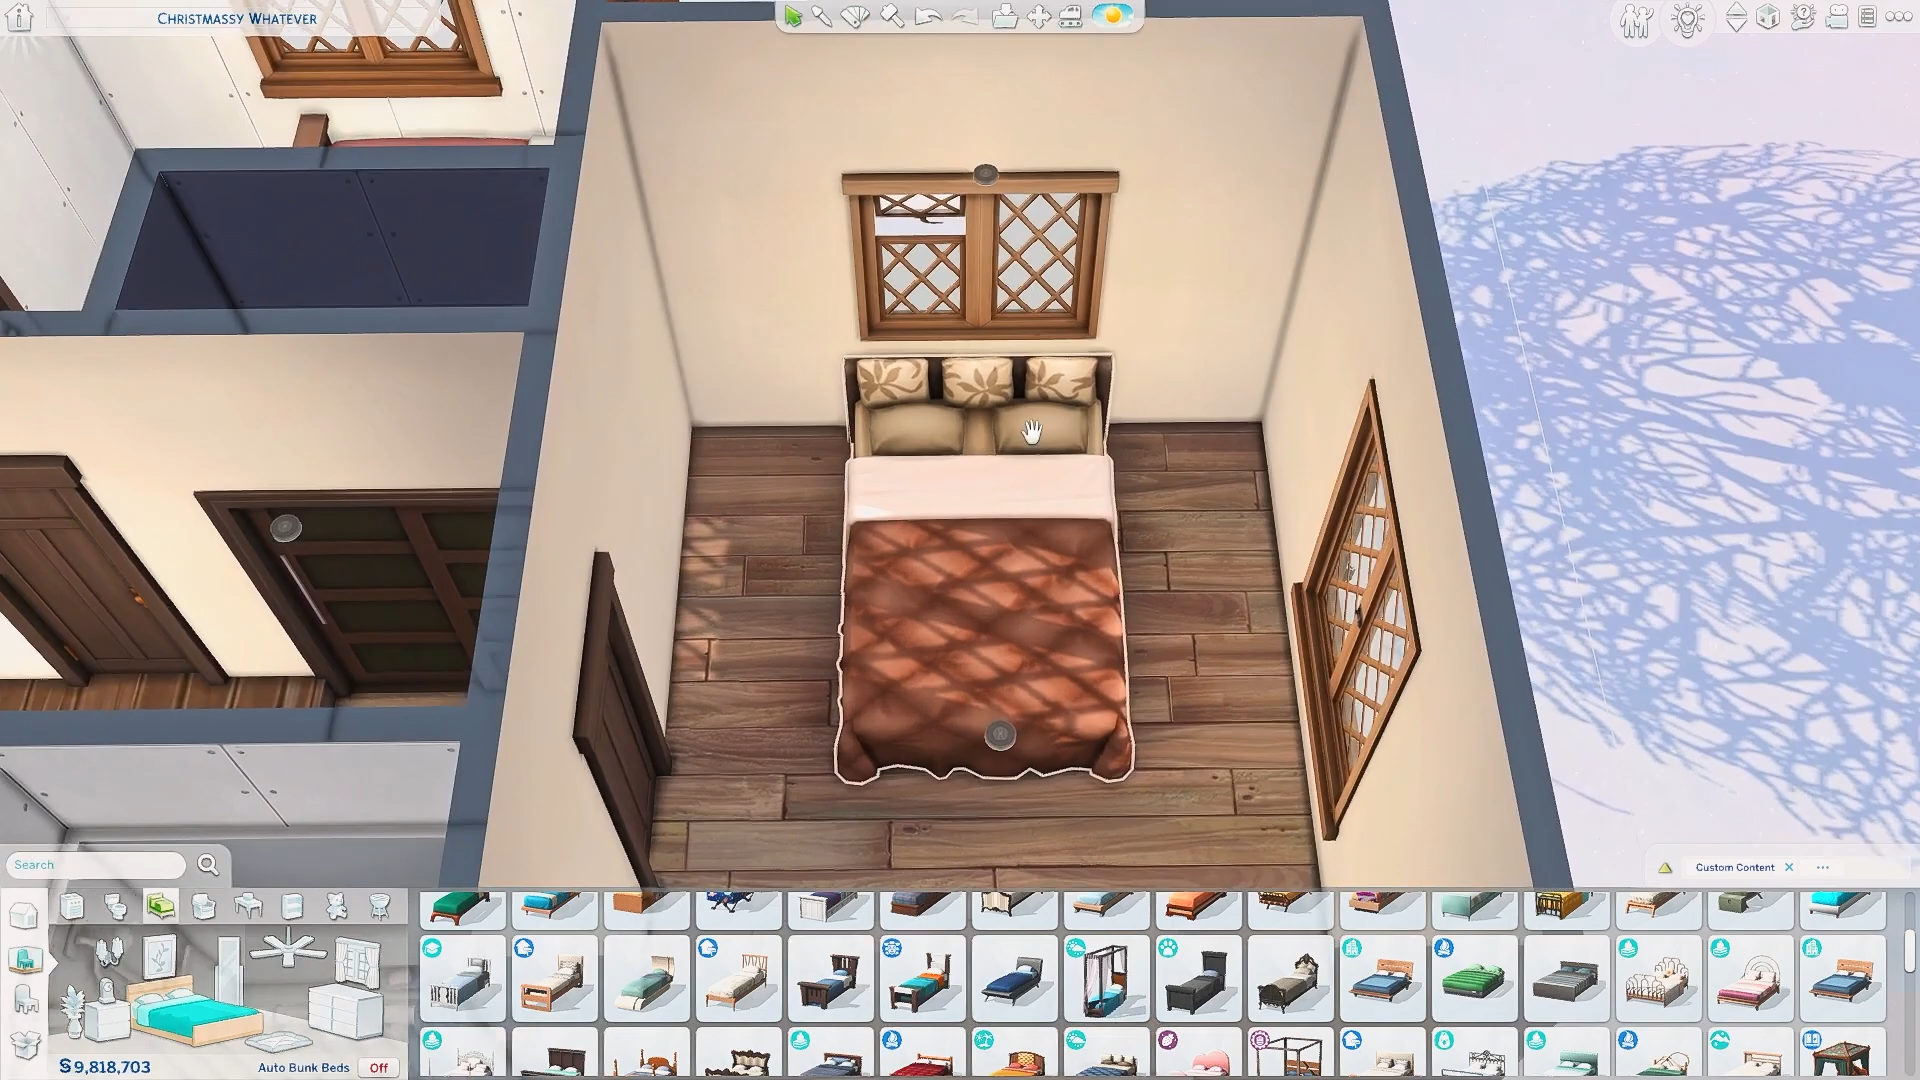 Christmassy Whatever
Search
Custom Content
9,818,703
Auto Bunk Beds
Off